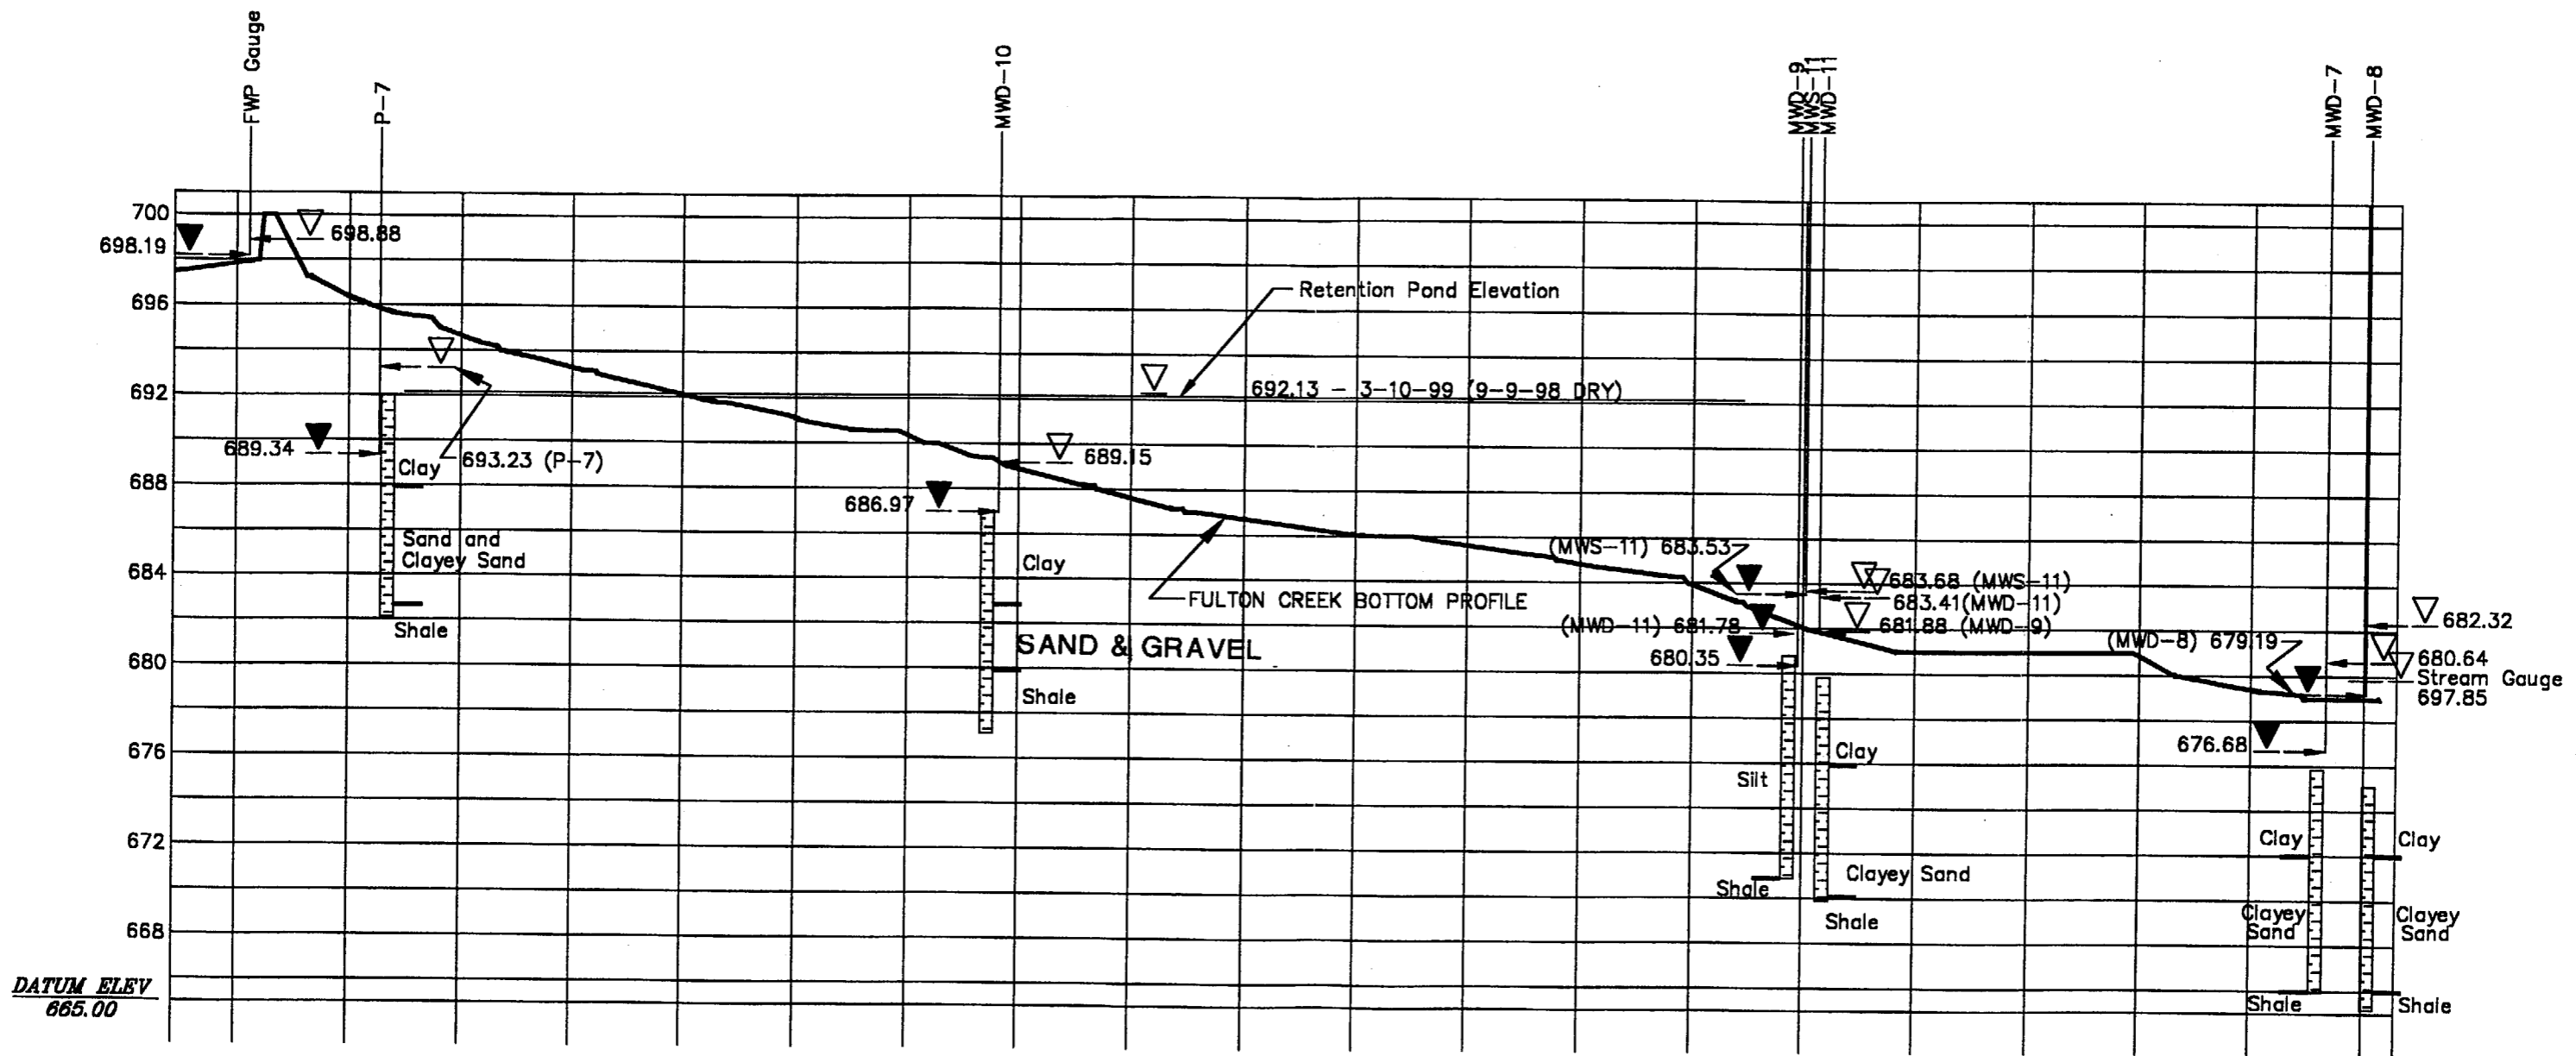 FWP Gauge
P-7
MWD-10
MWD-9
MWS-11
MWD-11
MWD-7
MWD-8
700
698.19
698.88
696
Retention Pond Elevation
692
692.13 - 3-10-99 (9-9-98 DRY)
689.34
693.23 (P-7)
689.15
Clay
688
686.97
Sand and
Clayey Sand
(MWS-11) 683.53
Clay
684
683.68 (MWS-11)
FULTON CREEK BOTTOM PROFILE
683.41(MWD-11)
Shale
(MWD-11) 681.78
681.88 (MWD-9)
682.32
SAND & GRAVEL
(MWD-8) 679.19
680
680.35
680.64
Stream Gauge
697.85
Shale
676
676.68
Clay
Silt
672
Clay
Clay
Clayey Sand
Shale
Shale
668
Clayey
Sand
Clayey
Sand
DATUM ELEV
665.00
Shale
Shale